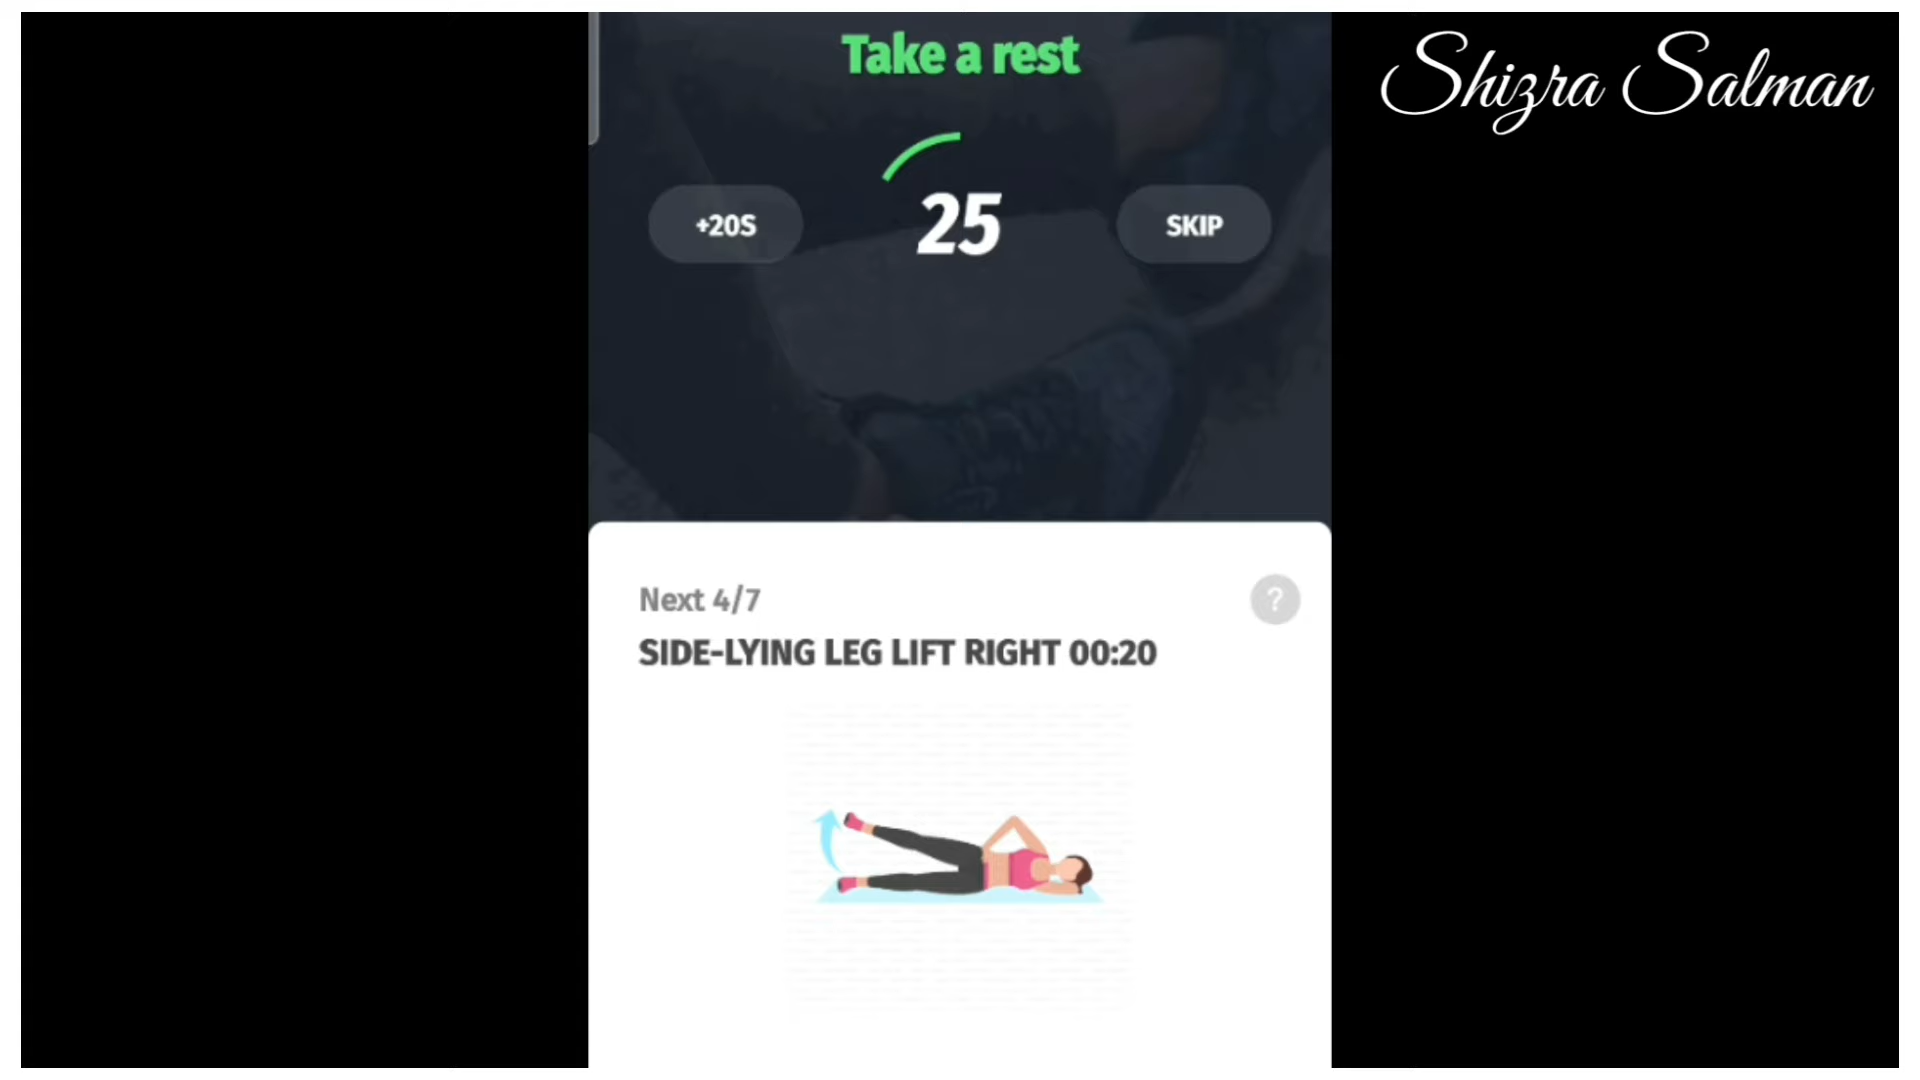 Take a rest
Shizra Salman
+20S
25
SKIP
Next 4/7
?
SIDE-LYING LEG LIFT RIGHT 00:20